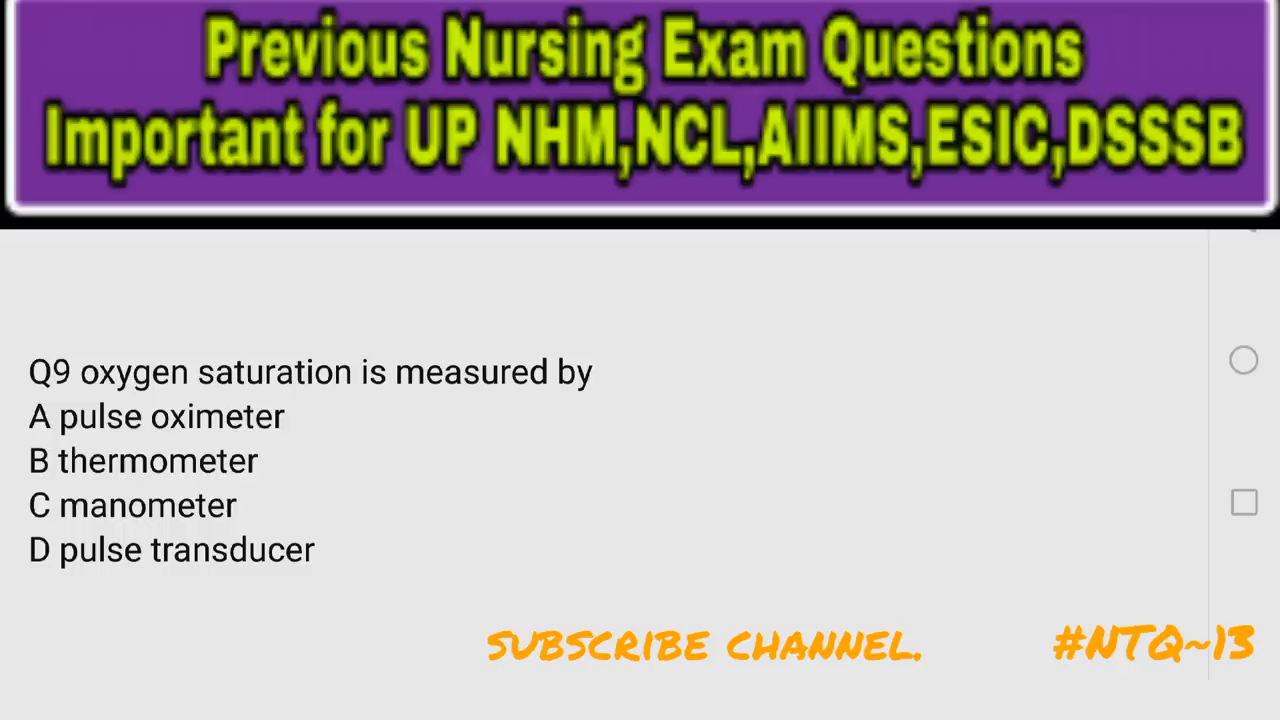 Previous Nursing Exam Questions
Important for UP NHM,NCL,AIIMS,ESIC,DSSSB
Q9 oxygen saturation is measured by
A pulse oximeter
B thermometer
C manometer
D pulse transducer
SUBSCRIBE CHANNEL. #NTQ~13